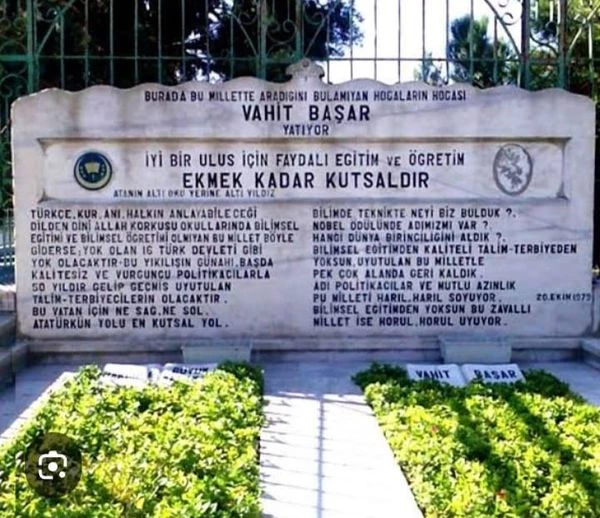 BURADA BU MİLLETTE ARADIĞINI BULAMIYAN HOCALARIN HOCASI
VAHİT BAŞAR
YATIYOR
İYİ BİR ULUS İÇİN FAYDALI EĞİTİM VE ÖĞRETİM
EKMEK KADAR KUTSALDIR
ATANIN ALTI OKU YERİNE ALTI YILDIZ
TÜRKÇE, KUR, ANI, HALKIN ANLAYABİLECEĞİ
DİLDEN DİNİ ALLAH KORKUSU OKULLARINDA BİLİMSEL
EĞİTİMİ VE BİLİMSEL ÖĞRETİMİ OLMIYAN BU MİLLET BÖYLE
GİDERSE; YOK OLAN 16 TÜRK DEVLETİ GİBİ
YOK OLACAKTIR-BU YIKILIŞIN GÜNAHI, BAŞDA
KALİTESİZ VE VURGUNCU POLİTİKACILARLA
50 YILDIR GELİP GEÇMİŞ UYUTULAN
TALİM-TERBİYECİLERİN OLACAKTIR.
BU VATAN İÇİN NE SAĞ, NE SOL,
ATATÜRKÜN YOLU EN KUTSAL YOL.
BİLİMDE TEKNİKTE NEYİ BİZ BULDUK ?.
NOBEL ÖDÜLÜNDE ADIMIZMI VAR ?.
HANGİ DÜNYA BİRİNCİLİĞİNİ ALDIK ?.
BİLİMSEL EĞİTİMDEN KALİTELİ TALİM-TERBİYEDEN
YOKSUN, UYUTULAN BU MİLLETLE
PEK ÇOK ALANDA GERİ KALDIK.
ADİ POLİTİKACILAR VE MUTLU AZINLIK
PU MİLLETİ HARIL, HARIL SOYUYOR. 20.EKİM 1979
BİLİMSEL EĞİTİMDEN YOKSUN BU ZAVALLI
MİLLET İSE HORUL, HORUL UYUYOR.
VAHİT BAŞAR